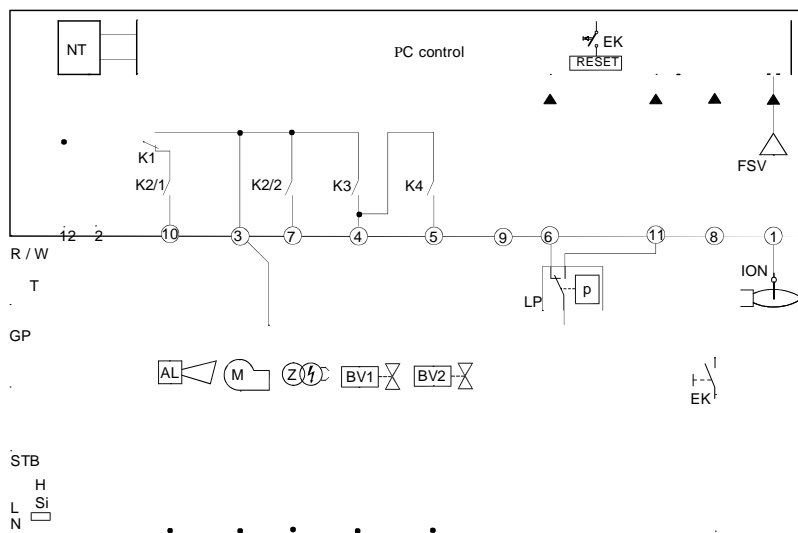 NT
PC control
EK
RESET
K1
FSV
K2/1
K2/2
K3
K4
12 2 10 3 7 4 5 9 6 11 8 1
R / W
ION
T
LP
p
GP
AL
M
Z
BV1
BV2
EK
STB
H
Si
L
N